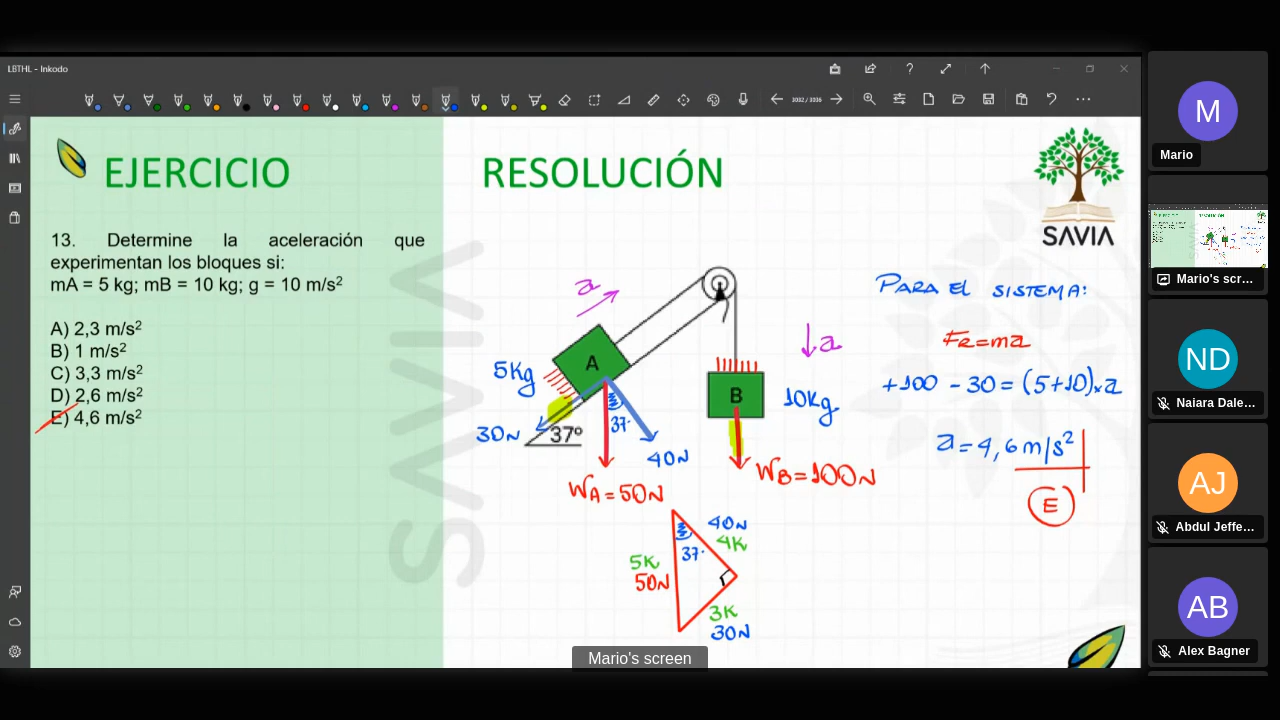 LBTHL - Inkodo
3032 / 3336
EJERCICIO
RESOLUCIÓN
SAVIA
13. Determine la aceleración que
experimentan los bloques si:
mA = 5 kg; mB = 10 kg; g = 10 m/s²
A) 2,3 m/s²
B) 1 m/s²
C) 3,3 m/s²
D) 2,6 m/s²
E) 4,6 m/s²
SAVIA
SAVIA
a
A
5Kg
30N
37°
37°
40N
WA = 50N
B
10Kg
a
WB = 100N
5K
50N
37°
40N
4K
3K
30N
PARA EL SISTEMA:
FR = ma
+100 - 30 = (5+10)×a
a = 4,6 m/s²
E
Mario's screen
M
Mario
Mario's scr...
ND
Naiara Dale...
AJ
Abdul Jeffe...
AB
Alex Bagner